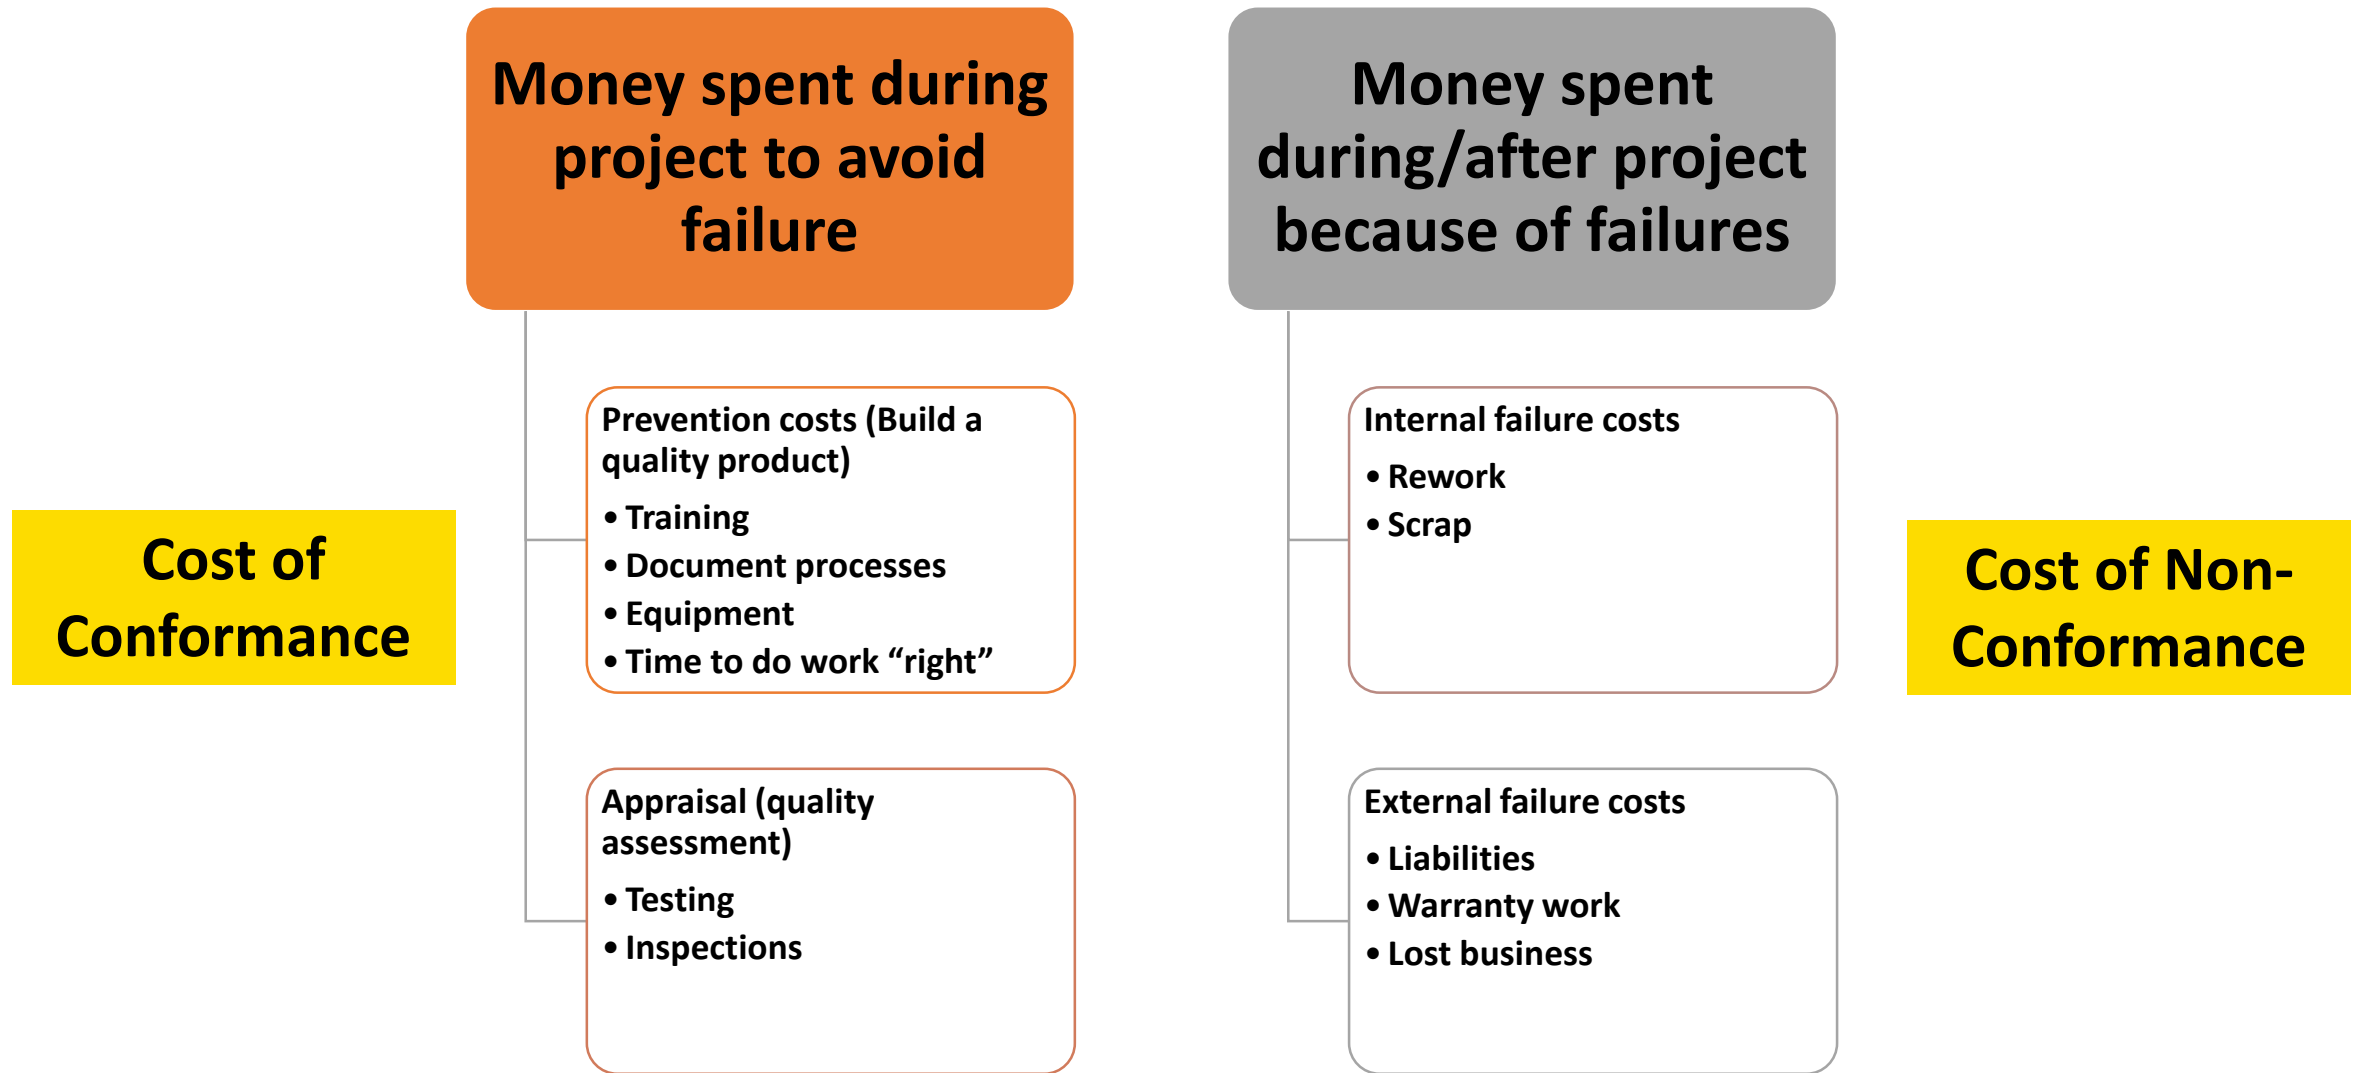 Money spent during
project to avoid
failure
Money spent
during/after project
because of failures
Cost of
Conformance
Prevention costs (Build a
quality product)
• Training
• Document processes
• Equipment
• Time to do work “right”
Appraisal (quality
assessment)
• Testing
• Inspections
Internal failure costs
• Rework
• Scrap
External failure costs
• Liabilities
• Warranty work
• Lost business
Cost of Non-
Conformance